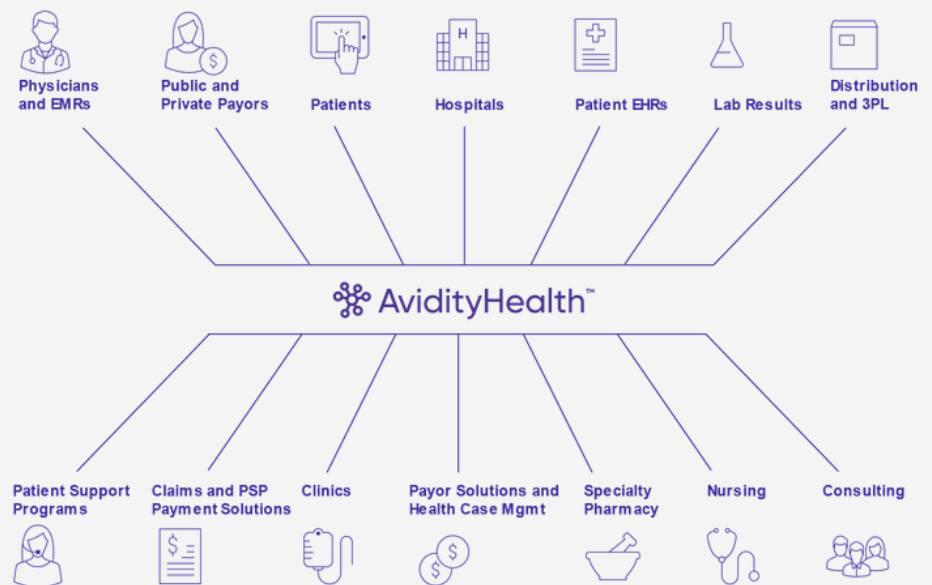 H
$
Physicians
and EMRs
Public and
Private Payors
Patients
Hospitals
Patient EHRs
Lab Results
Distribution
and 3PL
AvidityHealth™
Patient Support
Programs
Claims and PSP
Payment Solutions
Clinics
Payor Solutions and
Health Case Mgmt
Specialty
Pharmacy
Nursing
Consulting
$
$
$